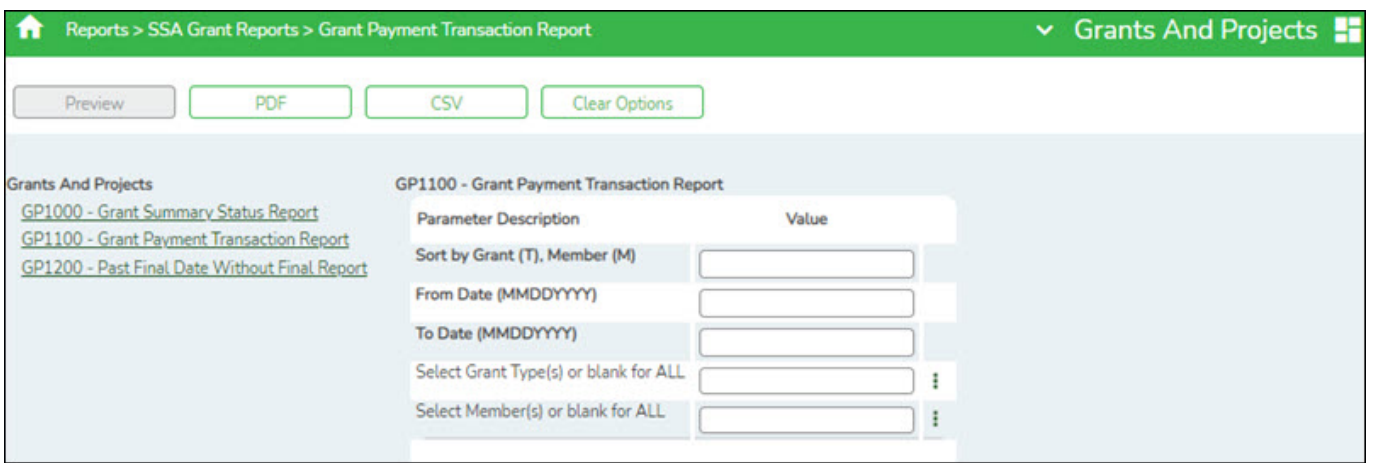 Reports > SSA Grant Reports > Grant Payment Transaction Report
Grants And Projects
Preview
PDF
CSV
Clear Options
Grants And Projects
GP1000 - Grant Summary Status Report
GP1100 - Grant Payment Transaction Report
GP1200 - Past Final Date Without Final Report
GP1100 - Grant Payment Transaction Report
Parameter Description Value
Sort by Grant (T), Member (M)
From Date (MMDDYYYY)
To Date (MMDDYYYY)
Select Grant Type(s) or blank for ALL
Select Member(s) or blank for ALL